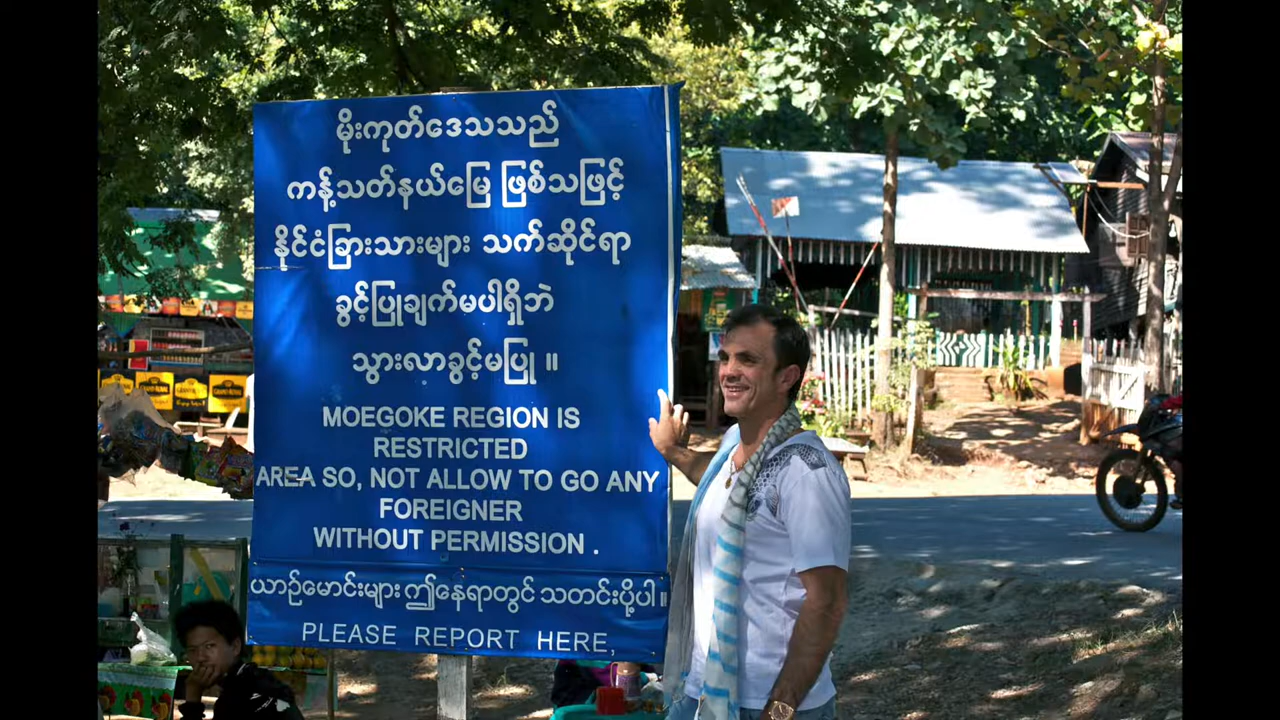 မိုးကုတ်ဒေသသည်
ကန့်သတ်နယ်မြေ ဖြစ်သဖြင့်
နိုင်ငံခြားသားများ သက်ဆိုင်ရာ
ခွင့်ပြုချက်မပါရှိဘဲ
သွားလာခွင့်မပြု ။
MOEGOKE REGION IS
RESTRICTED
AREA SO, NOT ALLOW TO GO ANY
FOREIGNER
WITHOUT PERMISSION .
ယာဉ်မောင်းများ ဤနေရာတွင် သတင်းပို့ပါ ။
PLEASE REPORT HERE,